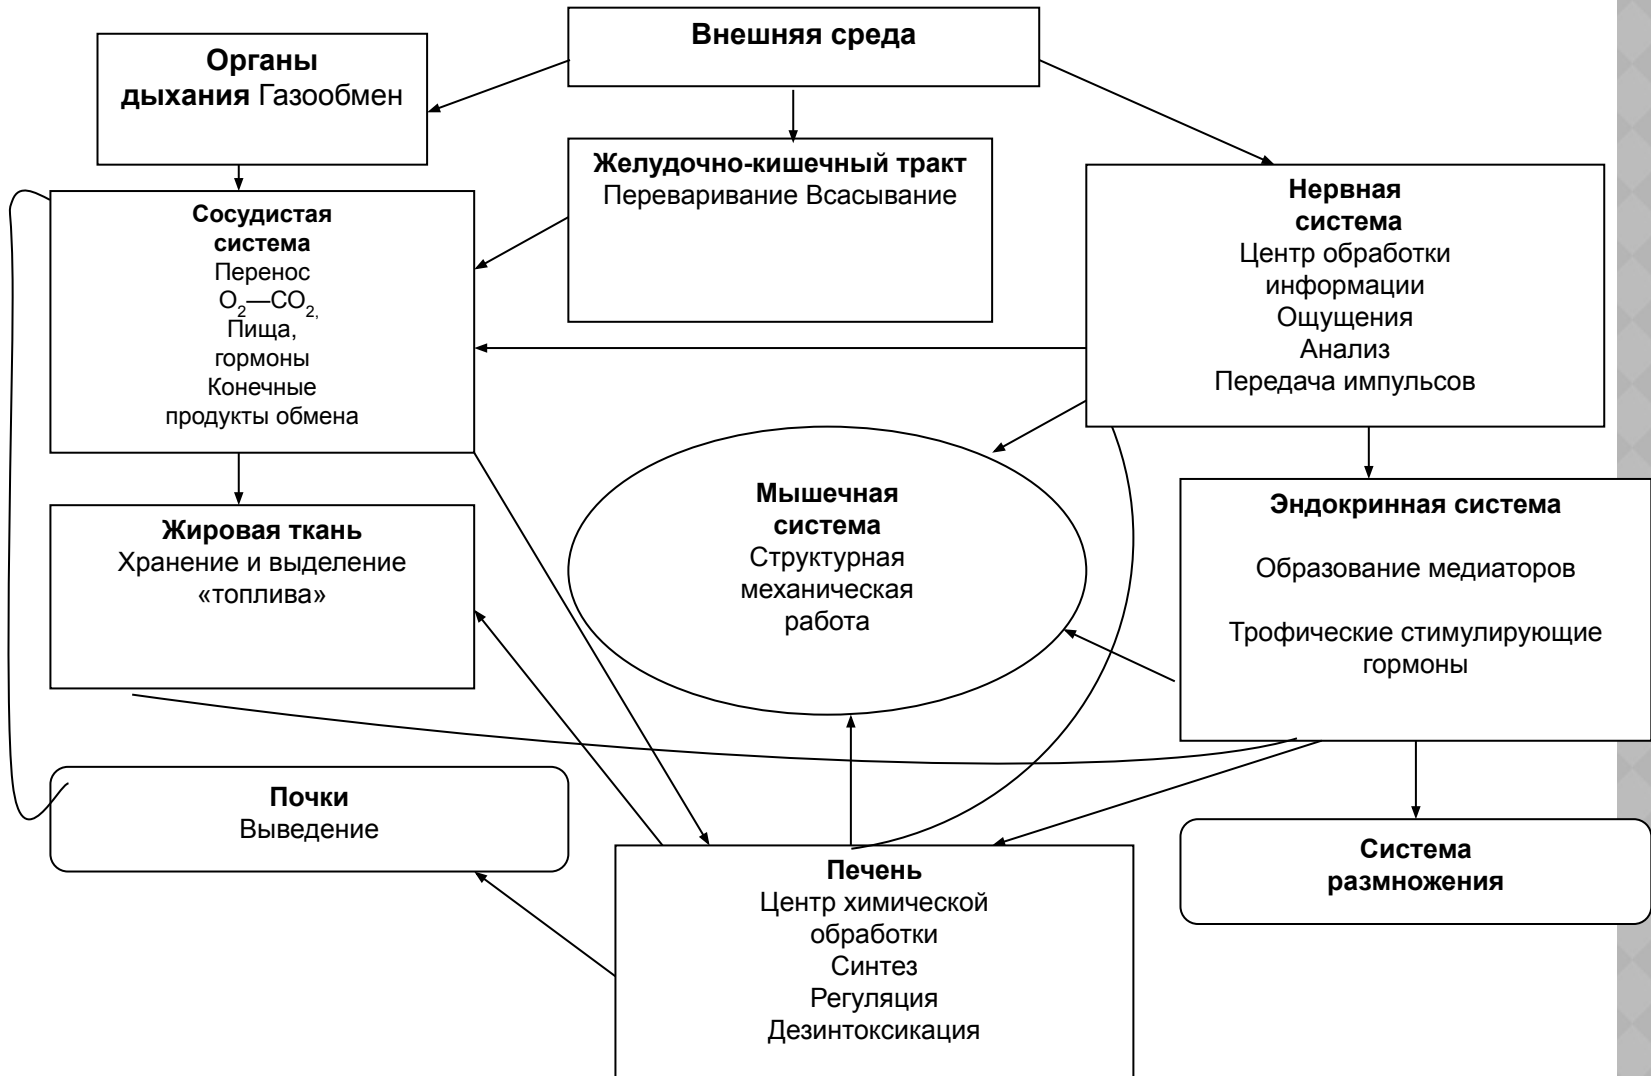 Внешняя среда
Органы
дыхания Газообмен
Желудочно-кишечный тракт
Переваривание Всасывание
Нервная
система
Центр обработки
информации
Ощущения
Анализ
Передача импульсов
Сосудистая
система
Перенос
O2—CO2,
Пища,
гормоны
Конечные
продукты обмена
Мышечная
система
Структурная
механическая
работа
Эндокринная система
Образование медиаторов
Трофические стимулирующие
гормоны
Жировая ткань
Хранение и выделение
«топлива»
Почки
Выведение
Печень
Центр химической
обработки
Синтез
Регуляция
Дезинтоксикация
Система
размножения